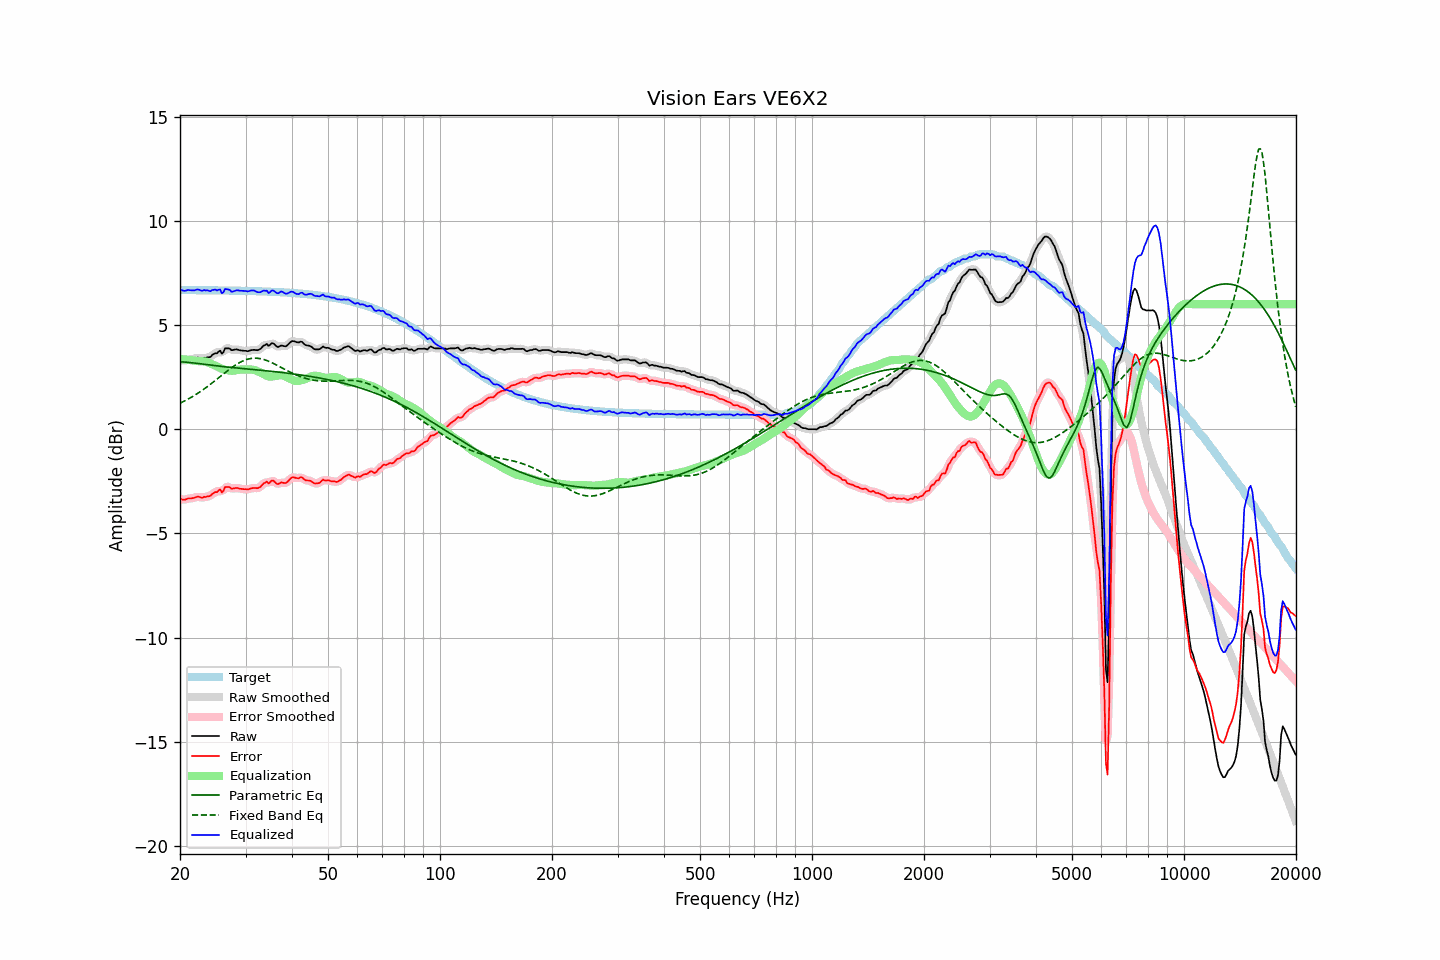 Vision Ears VE6X2
15
10
5
0
−5
−10
−15
−20
Amplitude (dBr)
Target
Raw Smoothed
Error Smoothed
Raw
Error
Equalization
Parametric Eq
Fixed Band Eq
Equalized
20 50 100 200 500 1000 2000 5000 10000 20000
Frequency (Hz)